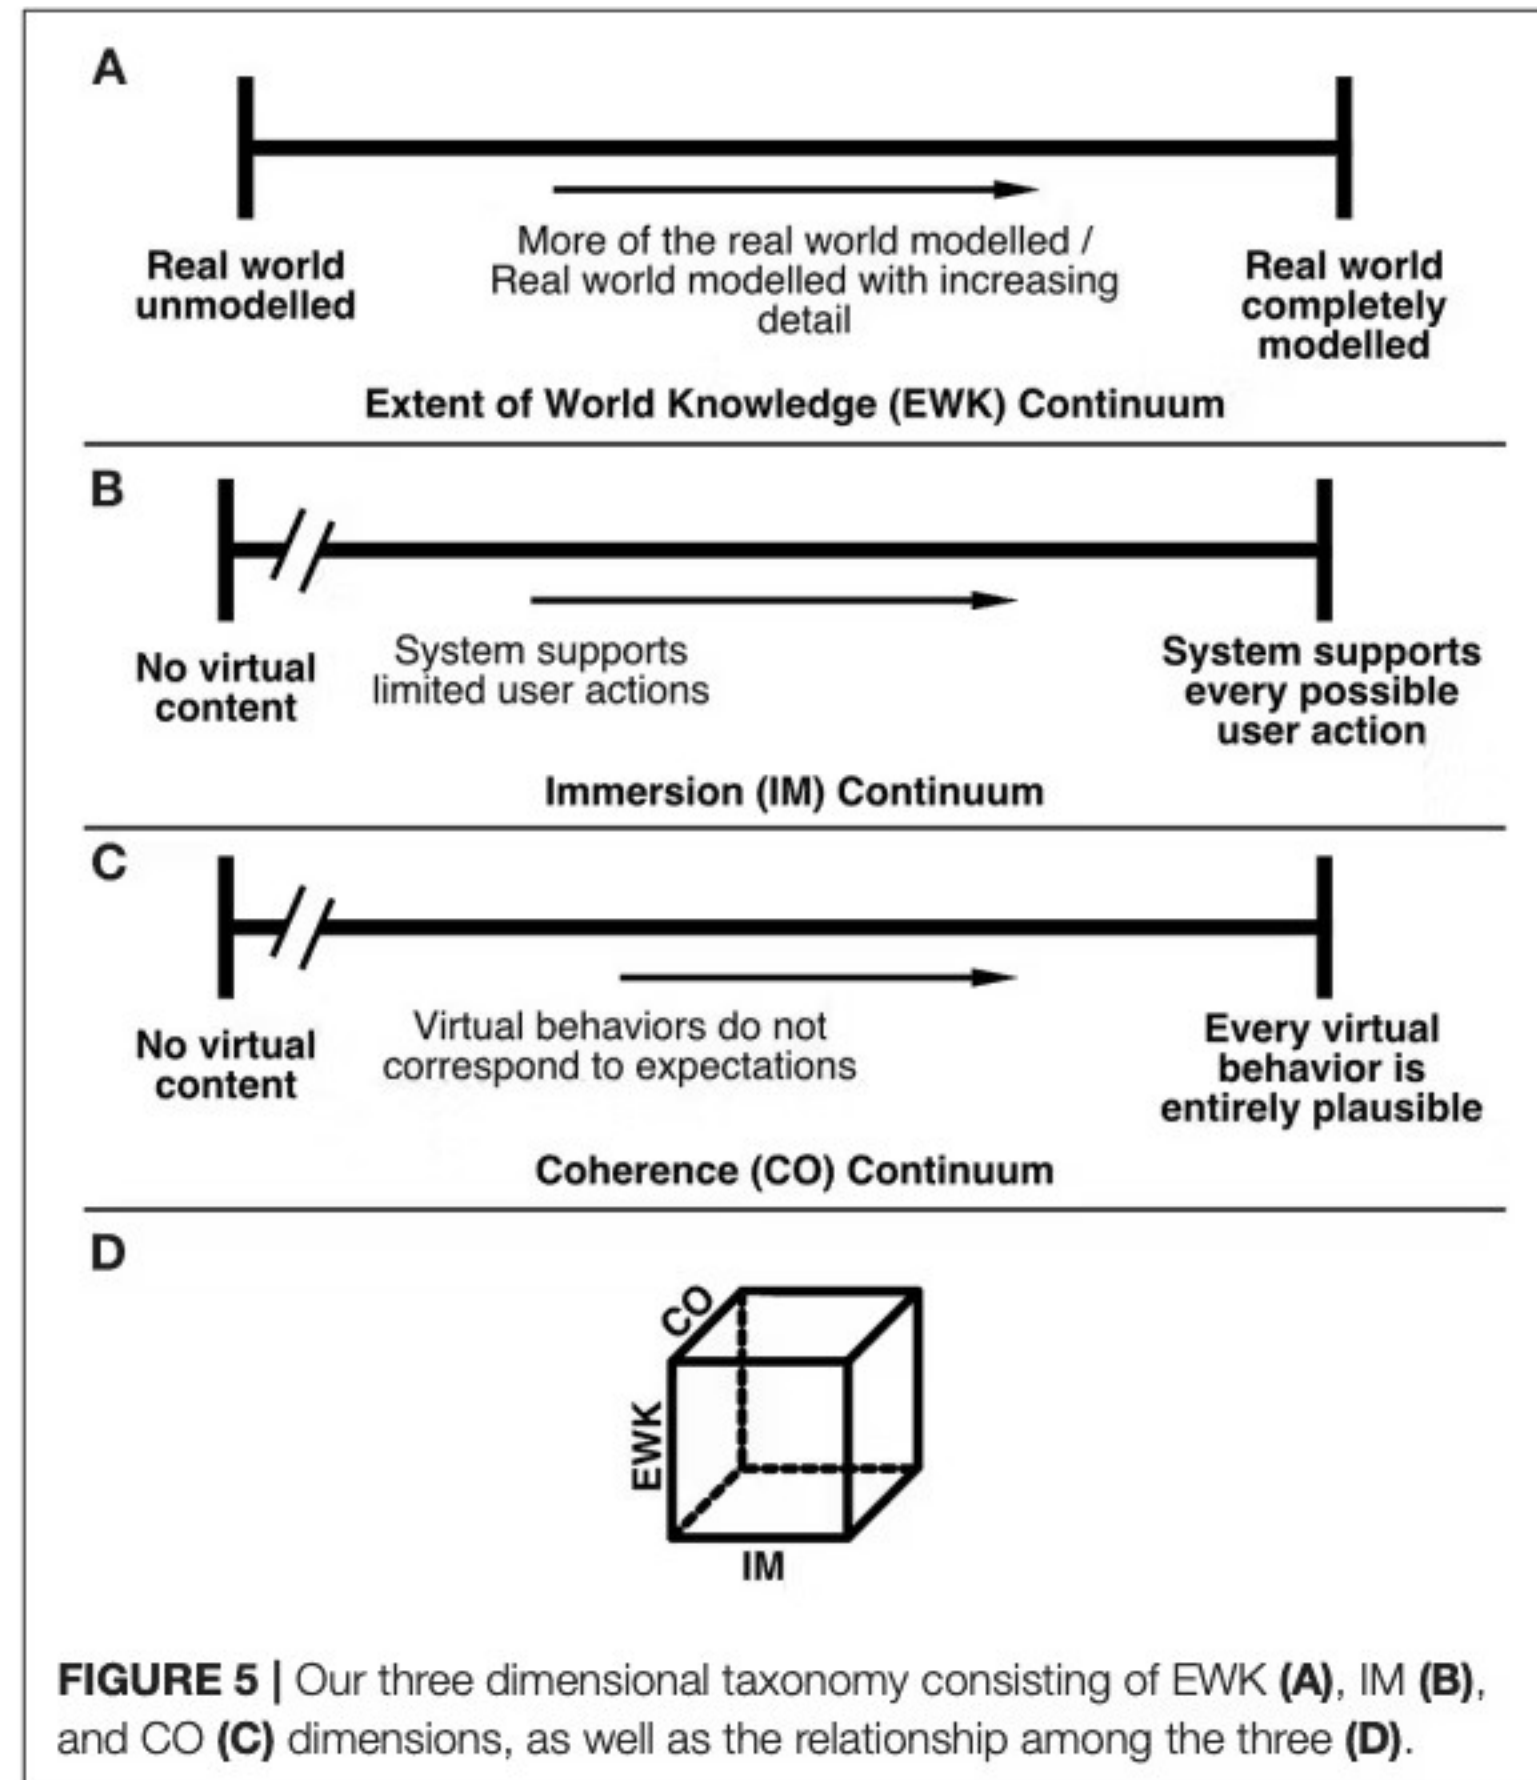 A
Real world
unmodelled
More of the real world modelled /
Real world modelled with increasing
detail
Real world
completely
modelled
Extent of World Knowledge (EWK) Continuum
B
No virtual
content
System supports
limited user actions
System supports
every possible
user action
Immersion (IM) Continuum
C
No virtual
content
Virtual behaviors do not
correspond to expectations
Every virtual
behavior is
entirely plausible
Coherence (CO) Continuum
D
CO
EWK
IM
FIGURE 5 | Our three dimensional taxonomy consisting of EWK (A), IM (B),
and CO (C) dimensions, as well as the relationship among the three (D).